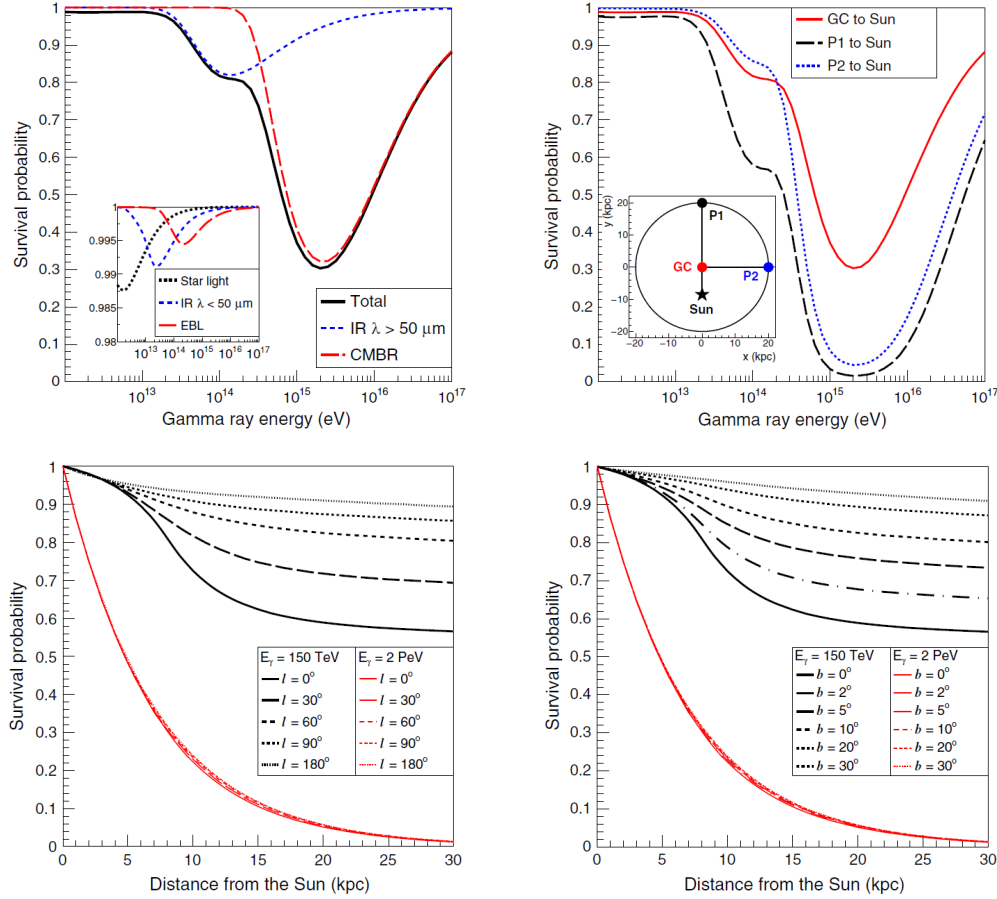 Survival probability
1
0.9
0.8
0.7
0.6
0.5
0.4
0.3
0.2
0.1
0
10^13 10^14 10^15 10^16 10^17
Gamma ray energy (eV)
1
0.995
0.99
0.985
0.98
10^13 10^14 10^15 10^16 10^17
Star light
IR λ < 50 μm
EBL
Total
IR λ > 50 μm
CMBR
Survival probability
1
0.9
0.8
0.7
0.6
0.5
0.4
0.3
0.2
0.1
0
10^13 10^14 10^15 10^16 10^17
Gamma ray energy (eV)
GC to Sun
P1 to Sun
P2 to Sun
y (kpc)
20
10
0
−10
−20
−20 −10 0 10 20
x (kpc)
P1
GC
P2
Sun
Survival probability
1
0.9
0.8
0.7
0.6
0.5
0.4
0.3
0.2
0.1
0
0 5 10 15 20 25 30
Distance from the Sun (kpc)
Eγ = 150 TeV Eγ = 2 PeV
l = 0° l = 0°
l = 30° l = 30°
l = 60° l = 60°
l = 90° l = 90°
l = 180° l = 180°
Survival probability
1
0.9
0.8
0.7
0.6
0.5
0.4
0.3
0.2
0.1
0
0 5 10 15 20 25 30
Distance from the Sun (kpc)
Eγ = 150 TeV Eγ = 2 PeV
b = 0° b = 0°
b = 2° b = 2°
b = 5° b = 5°
b = 10° b = 10°
b = 20° b = 20°
b = 30° b = 30°